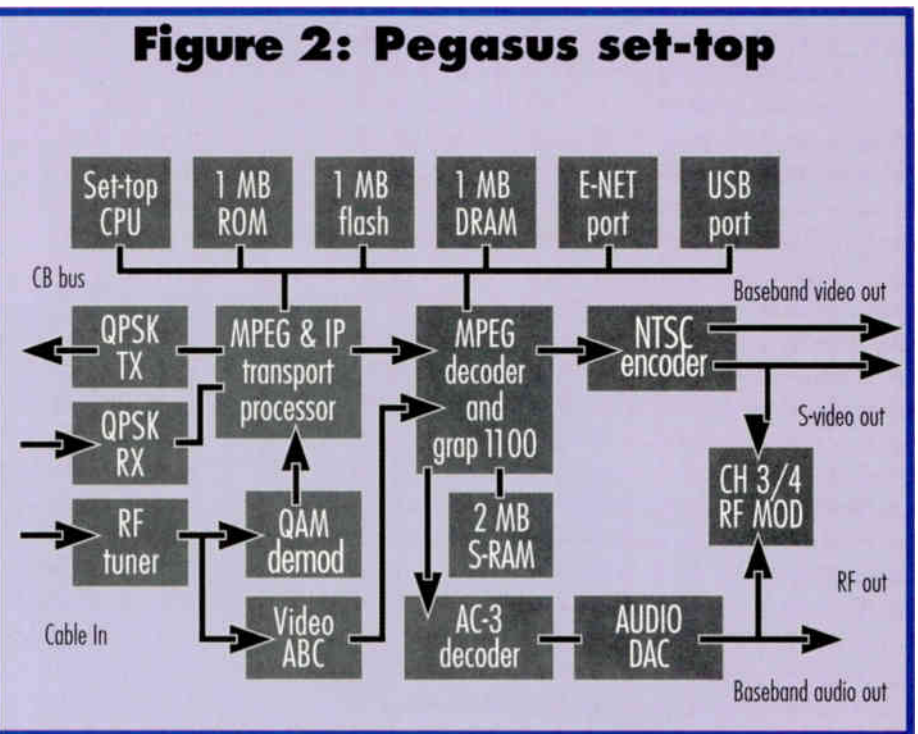 Figure 2: Pegasus set-top
Set-top
CPU
1 MB
ROM
1 MB
flash
1 MB
DRAM
E-NET
port
USB
port
CB bus
Baseband video out
QPSK
TX
MPEG & IP
transport
processor
MPEG
decoder
and
grap 1100
NTSC
encoder
S-video out
QPSK
RX
CH 3/4
RF MOD
RF
tuner
QAM
demod
2 MB
S-RAM
RF out
Cable In
Video
ABC
AC-3
decoder
AUDIO
DAC
Baseband audio out